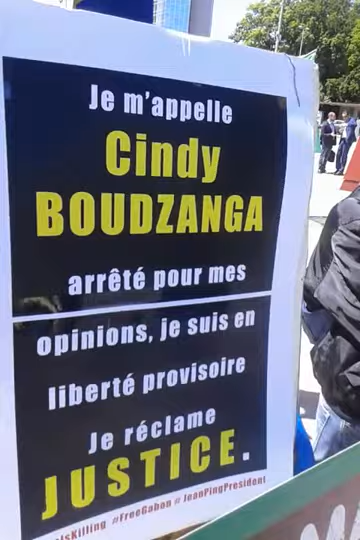 Je m'appelle
Cindy
BOUDZANGA
arrêté pour mes
opinions, je suis en
liberté provisoire
Je réclame
JUSTICE.
#FreeGabon # JeanPingPresident